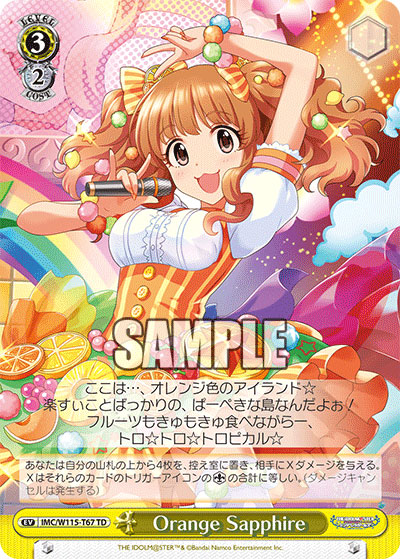 LEVEL
3
2
COST
SAMPLE
ここは…、オレンジ色のアイランド☆
楽すぃことばっかりの、ぱーぺきな島なんだよぉ！
フルーツもきゅもきゅ食べながらー、
トロ☆トロ☆トロピカル☆
あなたは自分の山札の上から4枚を、控え室に置き、相手にXダメージを与える。
Xはそれらのカードのトリガーアイコンの の合計に等しい。(ダメージキャン
セルは発生する)
EV IMC/W115-T67 TD
Orange Sapphire
THE IDOLM@STER™& ©Bandai Namco Entertainment Inc.